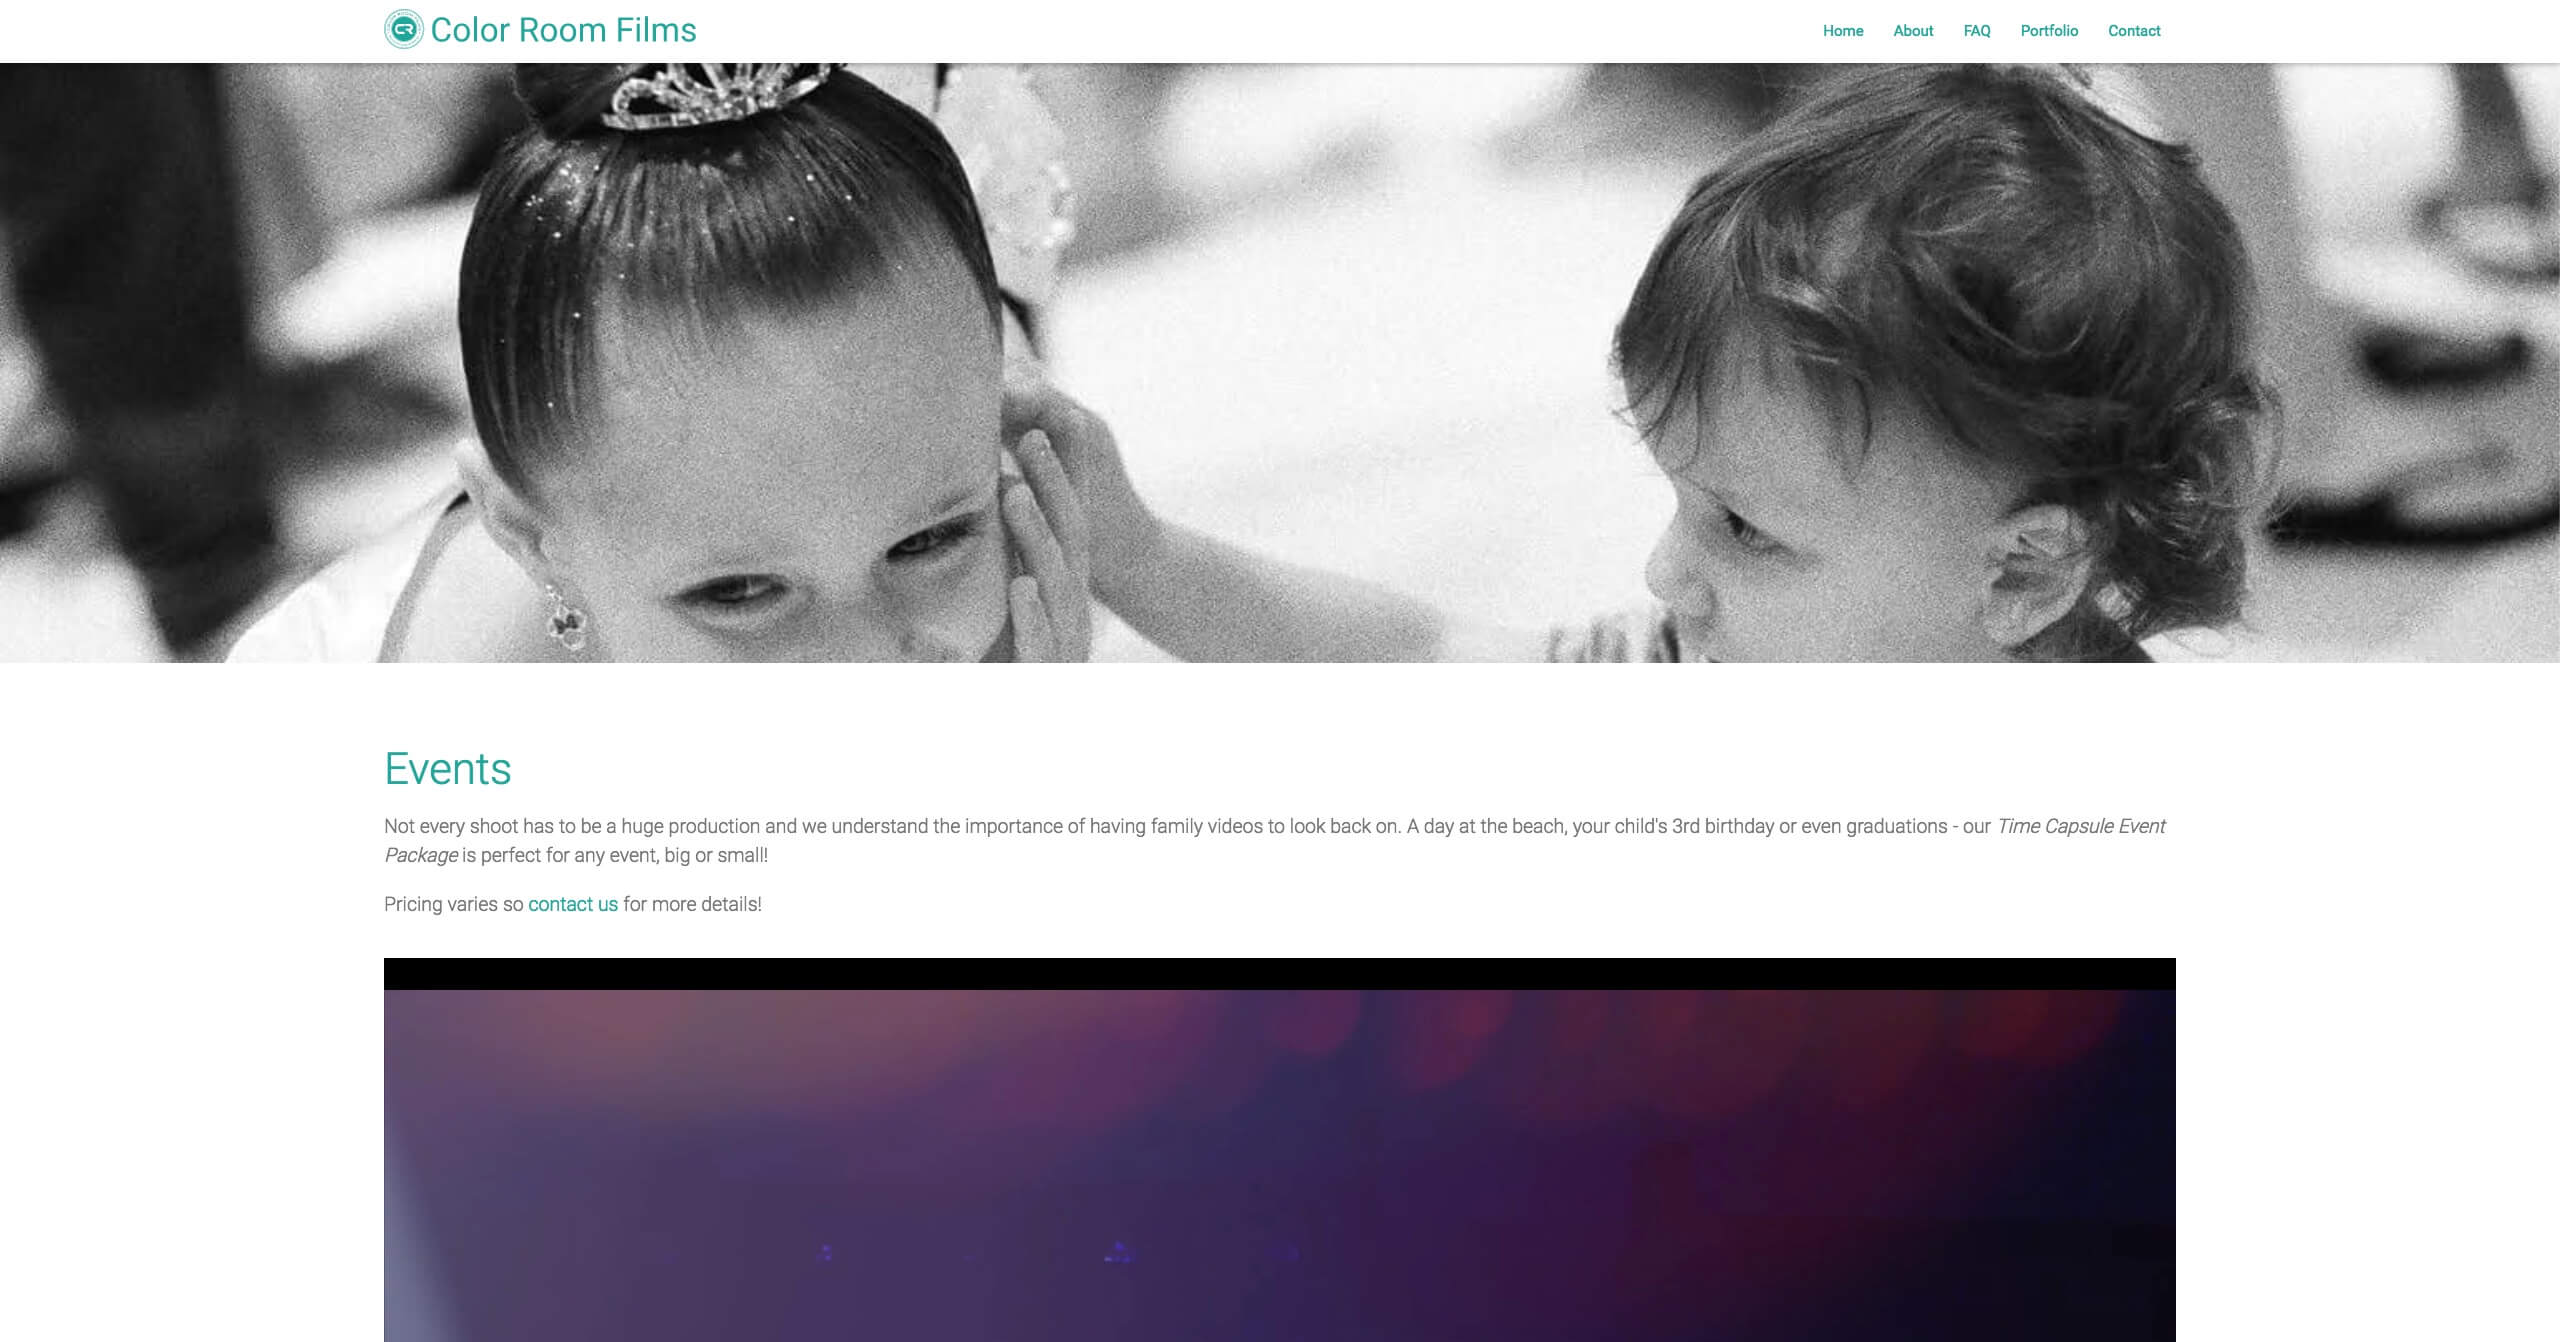 CR Color Room Films
Home About FAQ Portfolio Contact
Events
Not every shoot has to be a huge production and we understand the importance of having family videos to look back on. A day at the beach, your child's 3rd birthday or even graduations - our Time Capsule Event
Package is perfect for any event, big or small!
Pricing varies so contact us for more details!